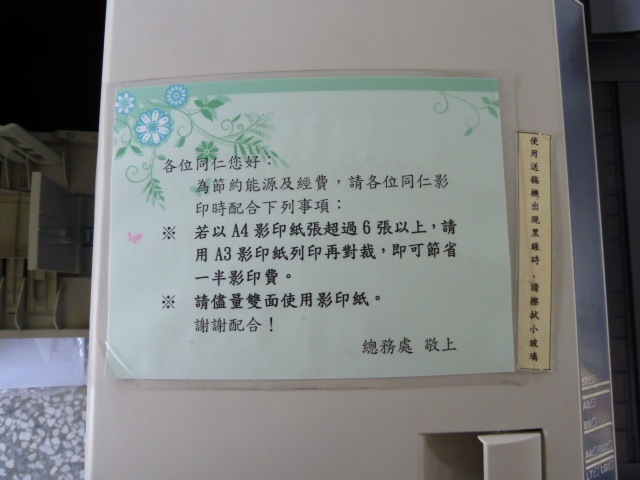 各位同仁您好：
為節約能源及經費，請各位同仁影
印時配合下列事項：
※ 若以 A4 影印紙張超過 6 張以上，請
用 A3 影印紙列印再對裁，即可節省
一半影印費。
※ 請儘量雙面使用影印紙。
謝謝配合！
總務處 敬上
使用送稿機出現黑線時，請擦拭小玻璃